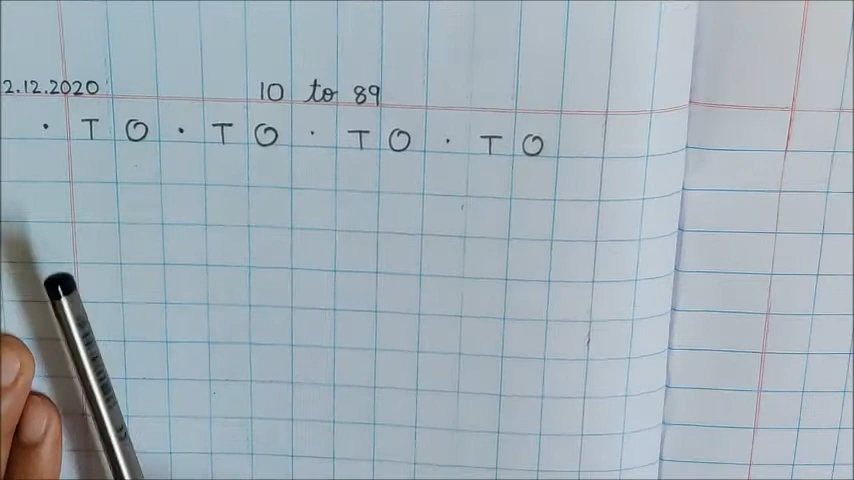 2.12.2020 10 to 89
. T O . T O . T O . T O